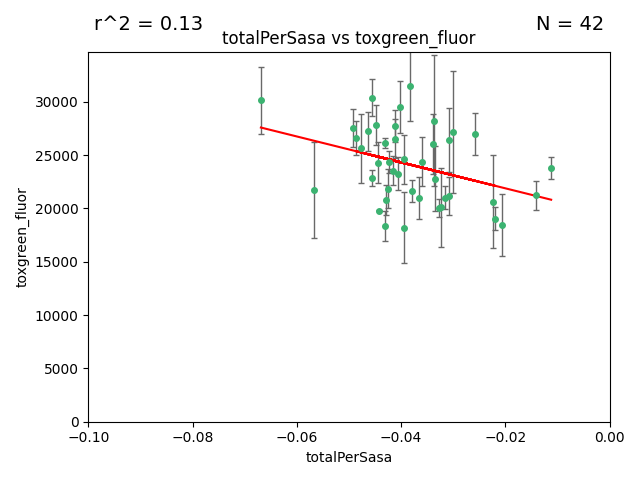 r^2 = 0.13
N = 42
totalPerSasa vs toxgreen_fluor
toxgreen_fluor
30000
25000
20000
15000
10000
5000
0
−0.10
−0.08
−0.06
−0.04
−0.02
0.00
totalPerSasa